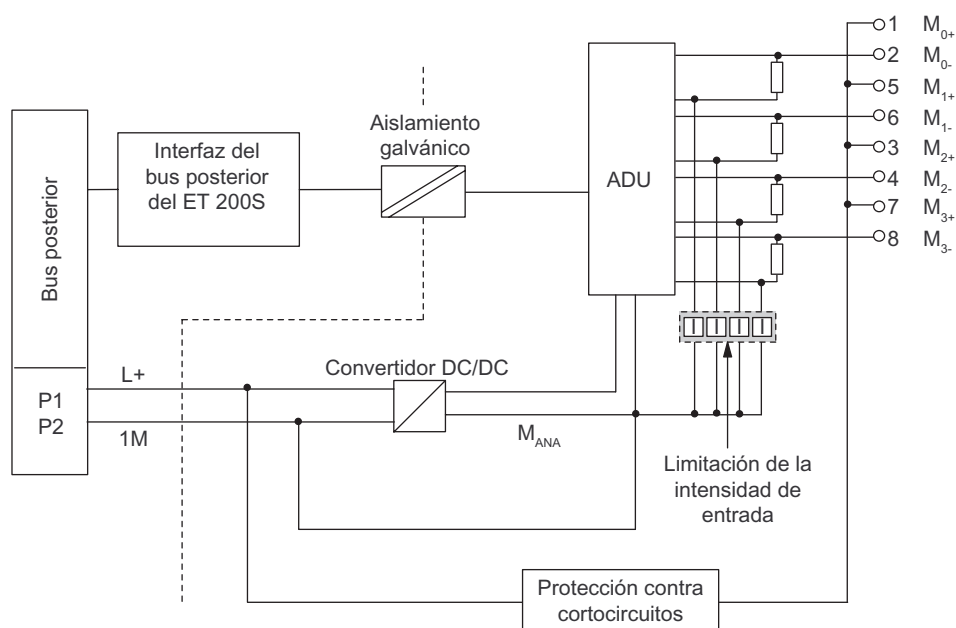 1 M0+
2 M0-
5 M1+
6 M1-
3 M2+
4 M2-
7 M3+
8 M3-
Aislamiento
galvánico
Interfaz del
bus posterior
del ET 200S
ADU
Bus posterior
L+
Convertidor DC/DC
P1
P2
1M
MANA
Limitación de la
intensidad de
entrada
Protección contra
cortocircuitos